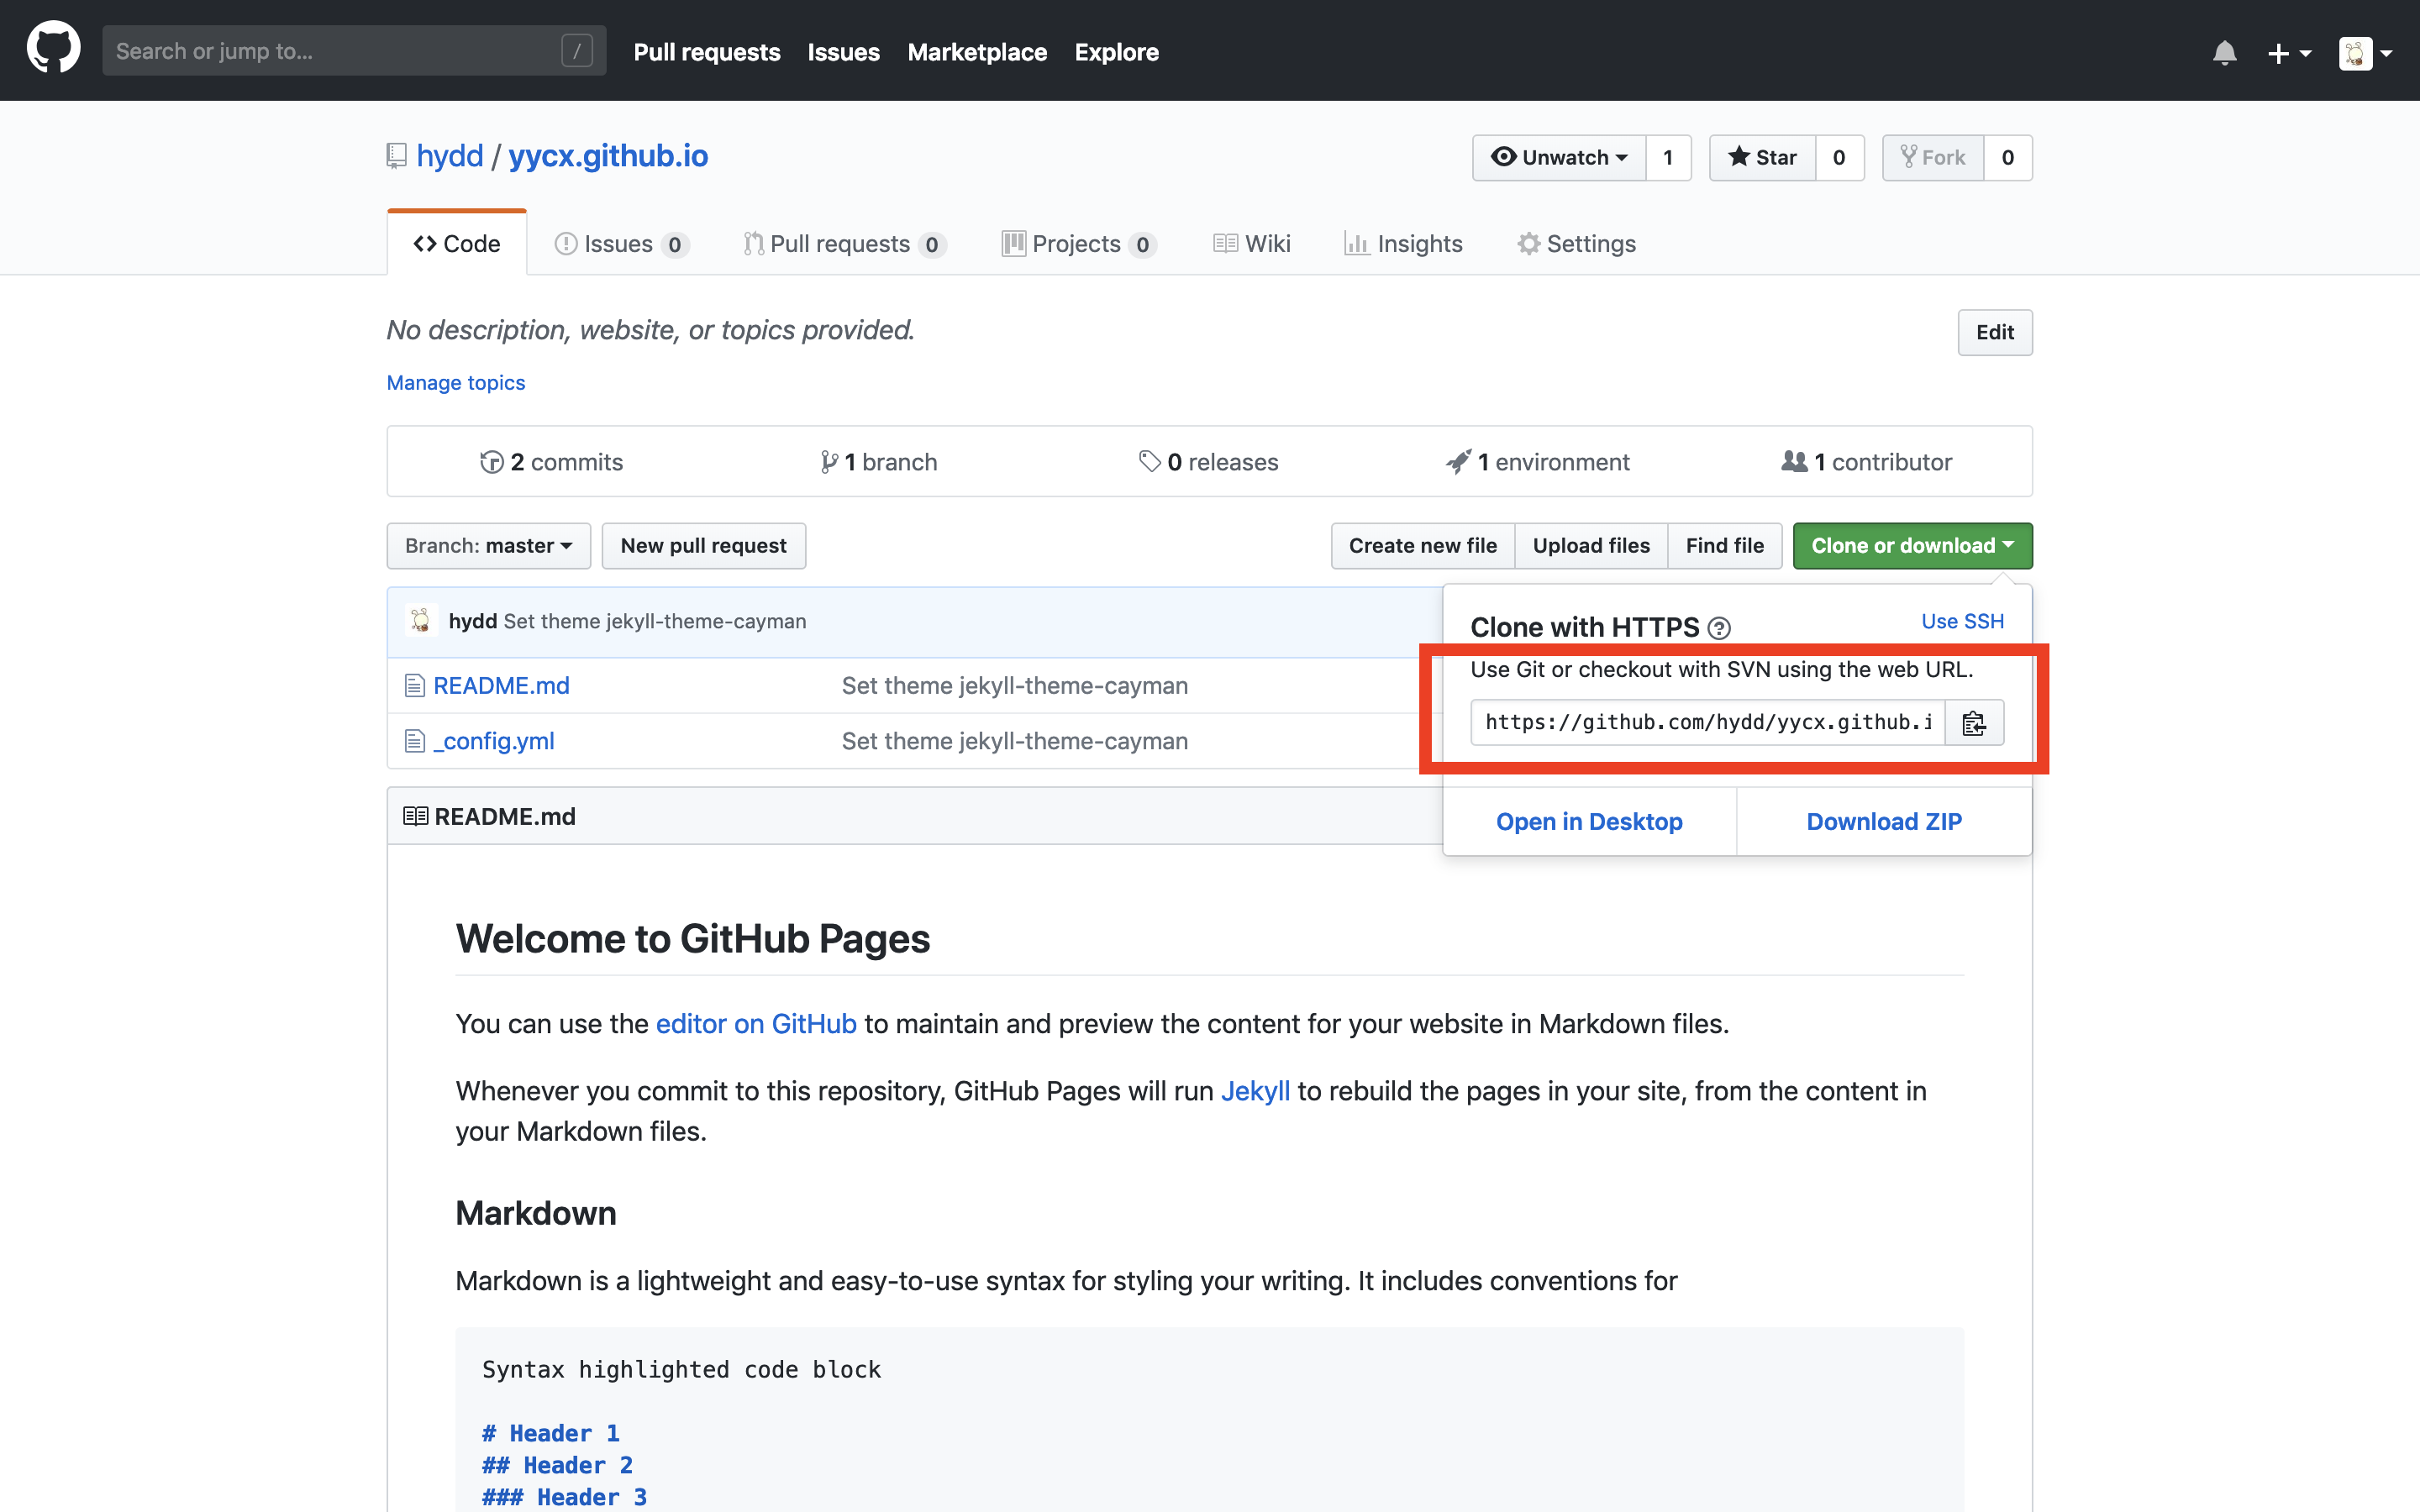 Search or jump to... /
Pull requests Issues Marketplace Explore
hydd / yycx.github.io
Unwatch 1 Star 0 Fork 0
Code Issues 0 Pull requests 0 Projects 0 Wiki Insights Settings
No description, website, or topics provided.
Edit
Manage topics
2 commits 1 branch 0 releases 1 environment 1 contributor
Branch: master New pull request Create new file Upload files Find file Clone or download
hydd Set theme jekyll-theme-cayman
README.md Set theme jekyll-theme-cayman
_config.yml Set theme jekyll-theme-cayman
Clone with HTTPS ? Use SSH
Use Git or checkout with SVN using the web URL.
https://github.com/hydd/yycx.github.i
Open in Desktop Download ZIP
README.md
Welcome to GitHub Pages
You can use the editor on GitHub to maintain and preview the content for your website in Markdown files.
Whenever you commit to this repository, GitHub Pages will run Jekyll to rebuild the pages in your site, from the content in
your Markdown files.
Markdown
Markdown is a lightweight and easy-to-use syntax for styling your writing. It includes conventions for
Syntax highlighted code block
# Header 1
## Header 2
### Header 3